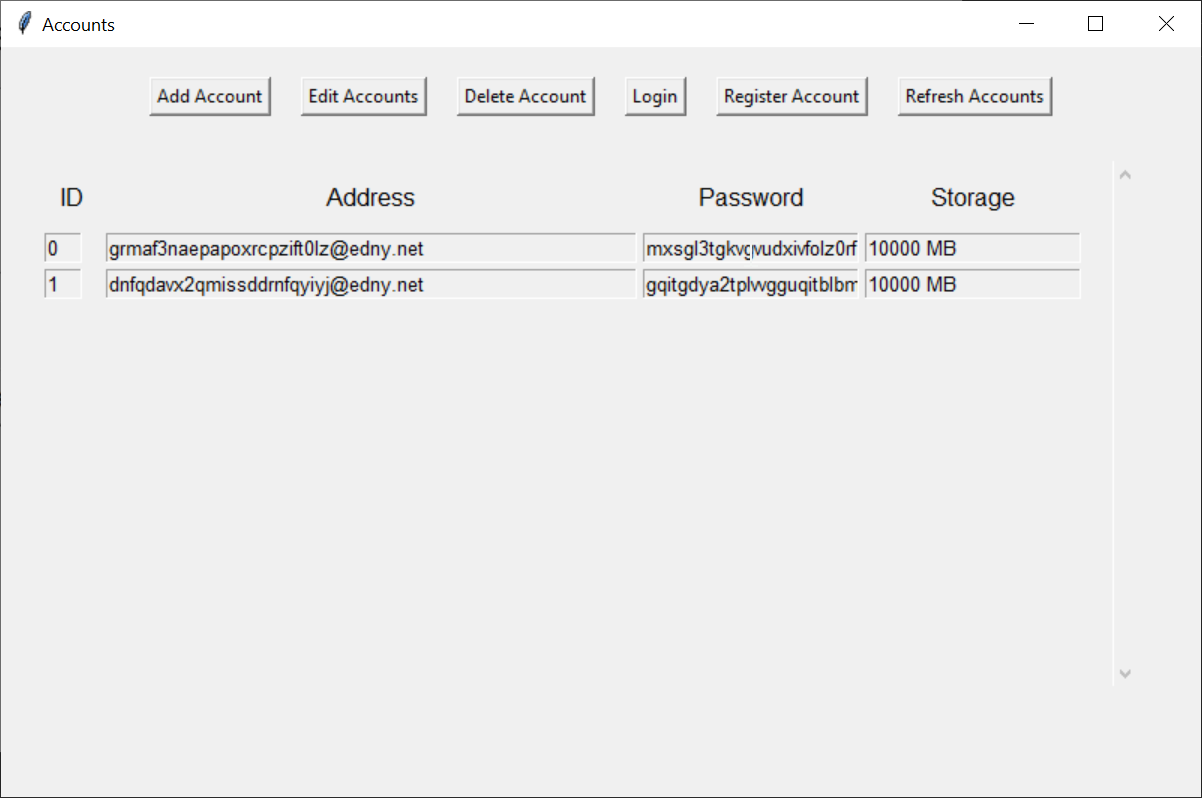 Accounts
Add Account Edit Accounts Delete Account Login Register Account Refresh Accounts
ID Address Password Storage
0 grmaf3naepapoxrcpzift0lz@edny.net mxsgl3tgkvgvudxivfolz0rf 10000 MB
1 dnfqdavx2qmissddrnfqyiyj@edny.net gqitgdya2tplwgguqitblbm 10000 MB